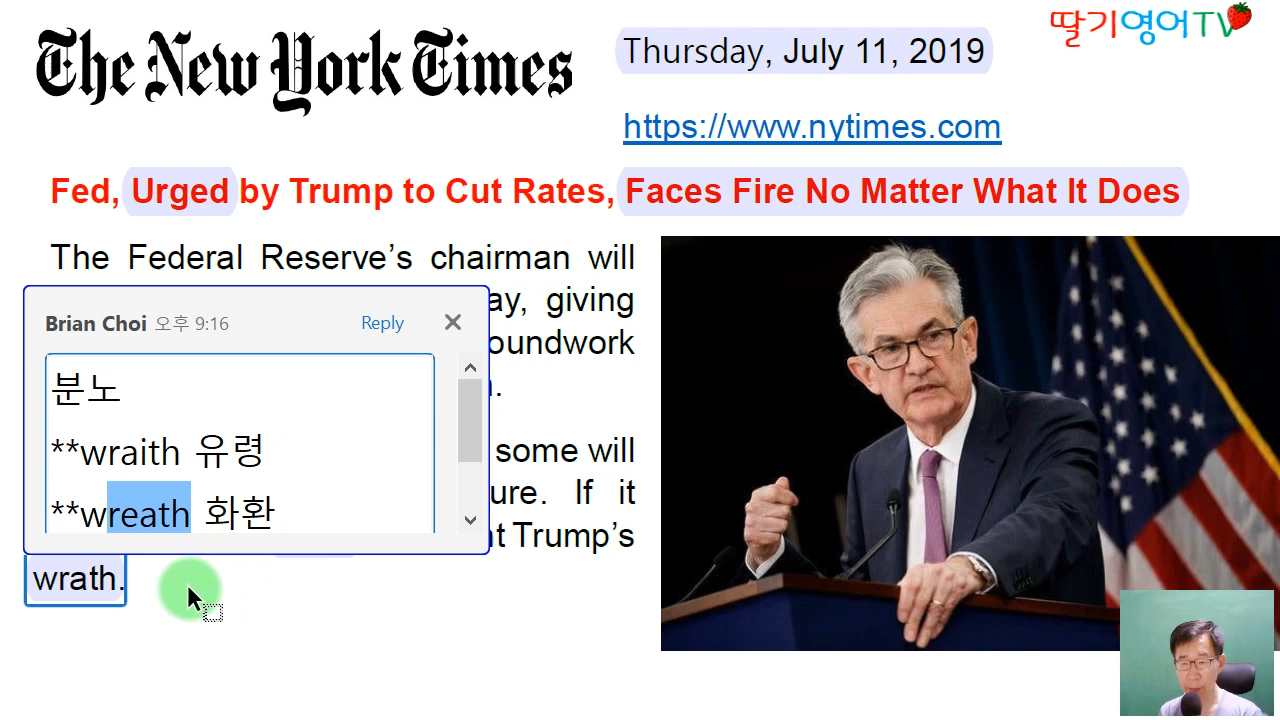 The New York Times
Thursday, July 11, 2019
딸기영어TV
https://www.nytimes.com
Fed, Urged by Trump to Cut Rates, Faces Fire No Matter What It Does
The Federal Reserve's chairman will
giving
Brian Choi 오후 9:16 Reply
분노
**wraith 유령
some will
If it
**wreath 화환
Trump's
wrath.